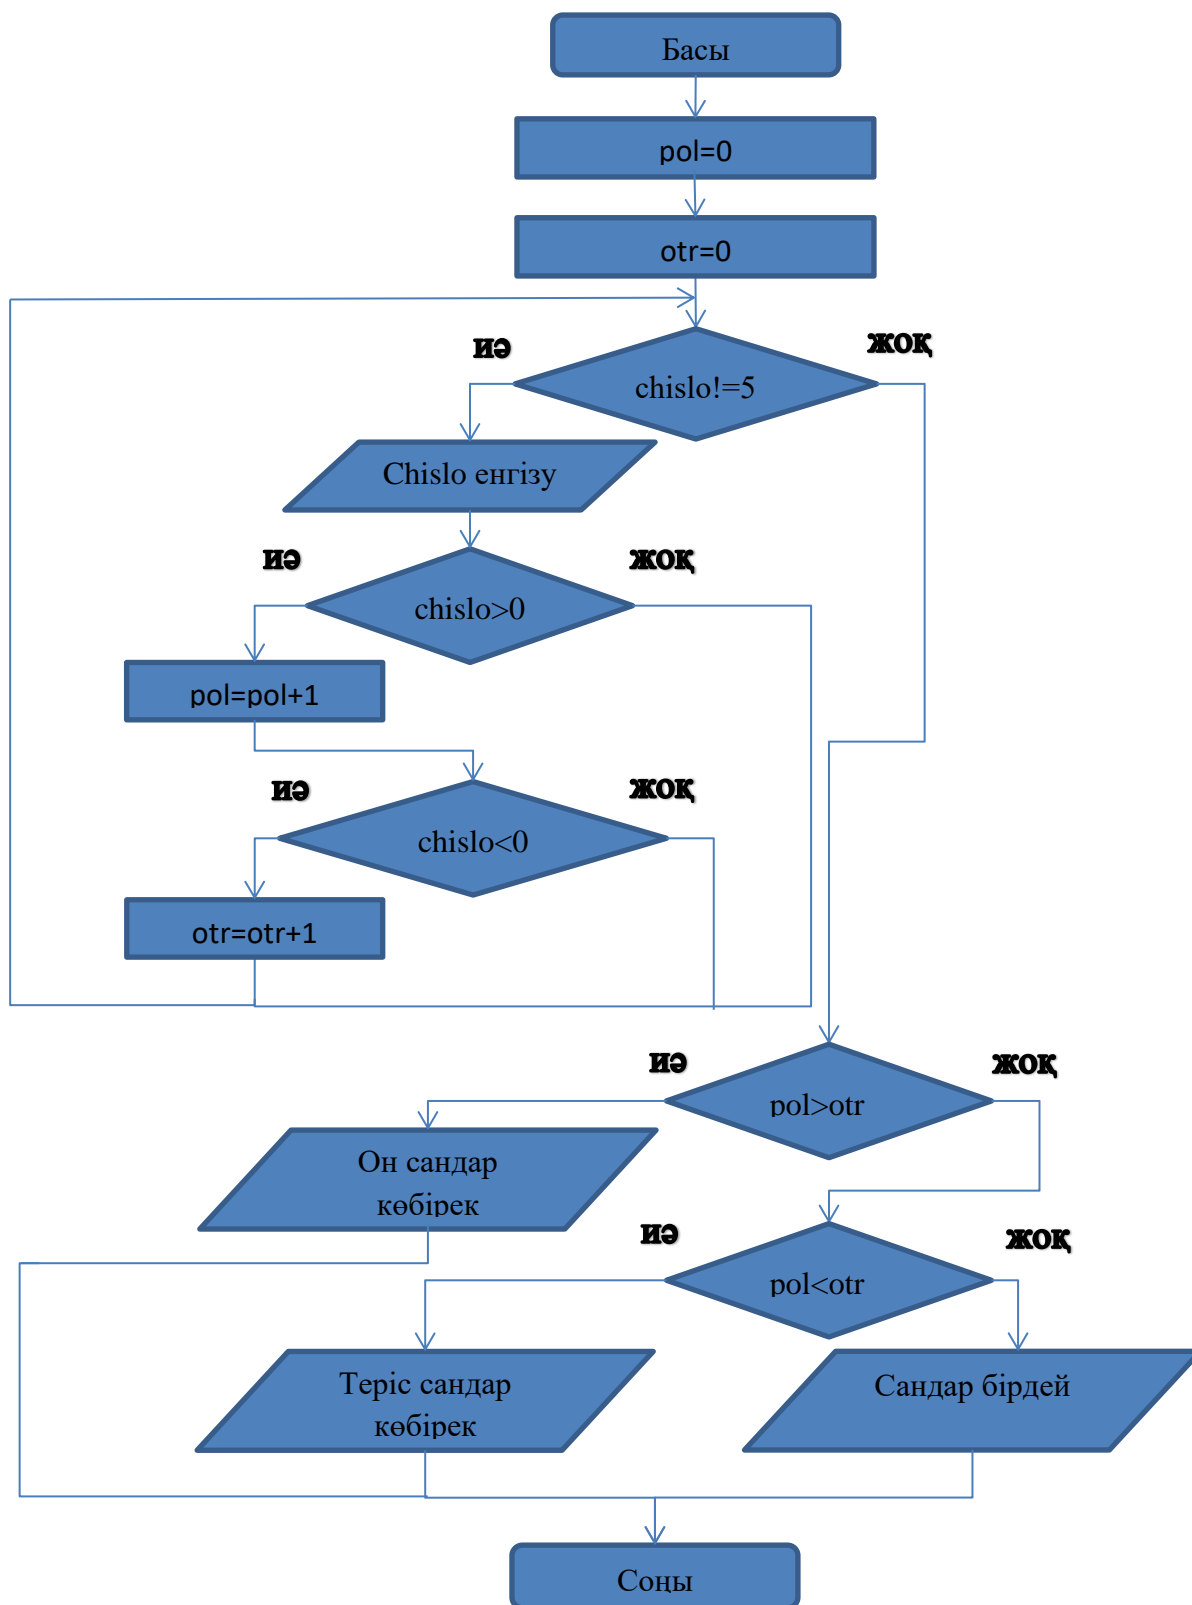 Басы
pol=0
otr=0
иә
жоқ
chislo!=5
Chislo енгізу
иә
жоқ
chislo>0
pol=pol+1
иә
жоқ
chislo<0
otr=otr+1
иә
жоқ
pol>otr
Он сандар
көбірек
иә
жоқ
pol<otr
Теріс сандар
көбірек
Сандар бірдей
Соңы